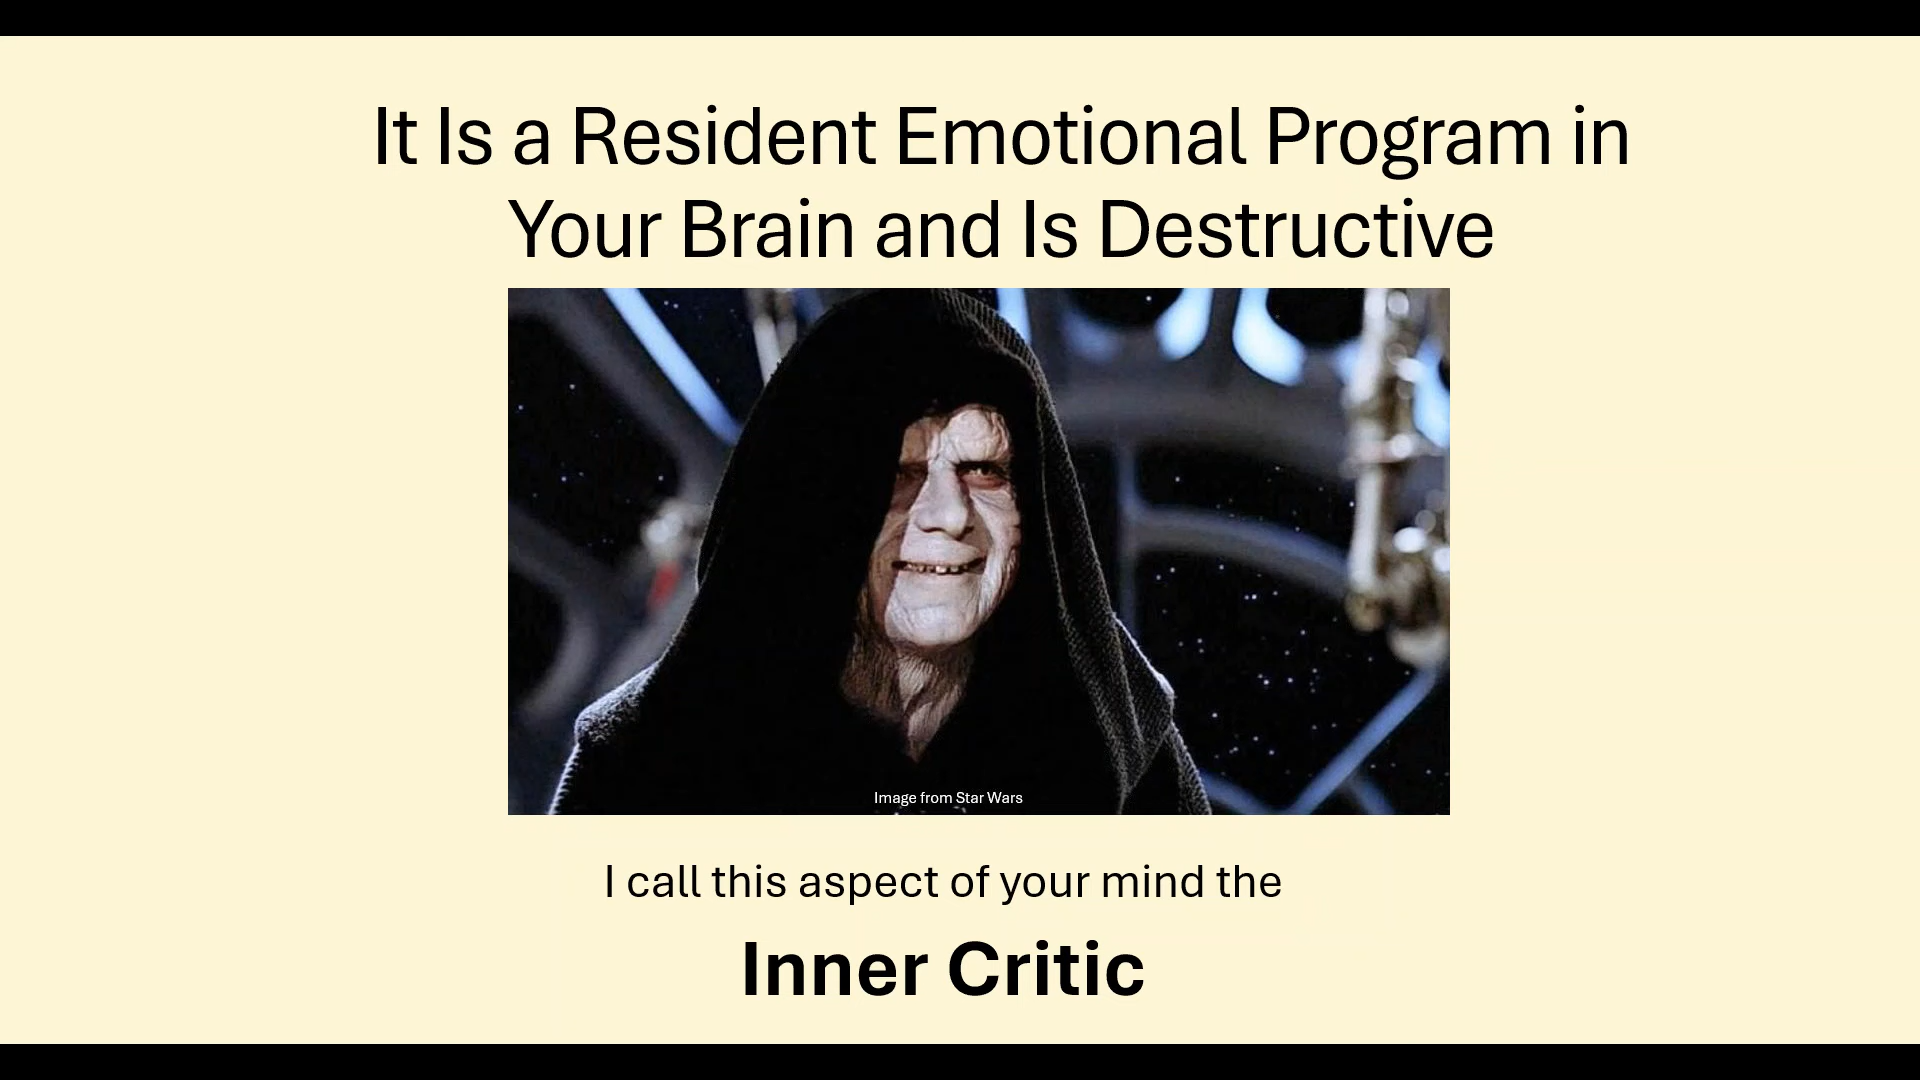 It Is a Resident Emotional Program in
Your Brain and Is Destructive
Image from Star Wars
I call this aspect of your mind the
Inner Critic